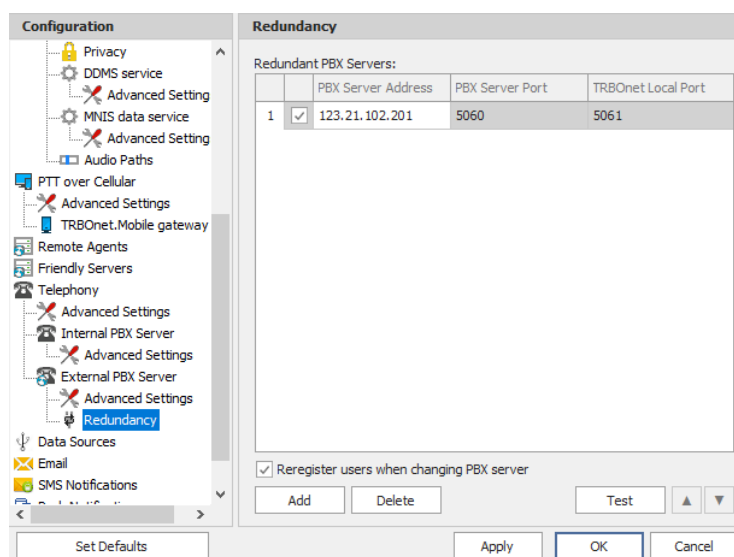 Configuration
Privacy
DDMS service
Advanced Setting
MNIS data service
Advanced Setting
Audio Paths
PTT over Cellular
Advanced Settings
TRBOnet.Mobile gateway
Remote Agents
Friendly Servers
Telephony
Advanced Settings
Internal PBX Server
Advanced Settings
External PBX Server
Advanced Settings
Redundancy
Data Sources
Email
SMS Notifications
Set Defaults
Redundancy
Redundant PBX Servers:
PBX Server Address PBX Server Port TRBOnet Local Port
1 123.21.102.201 5060 5061
Reregister users when changing PBX server
Add Delete Test
Apply OK Cancel